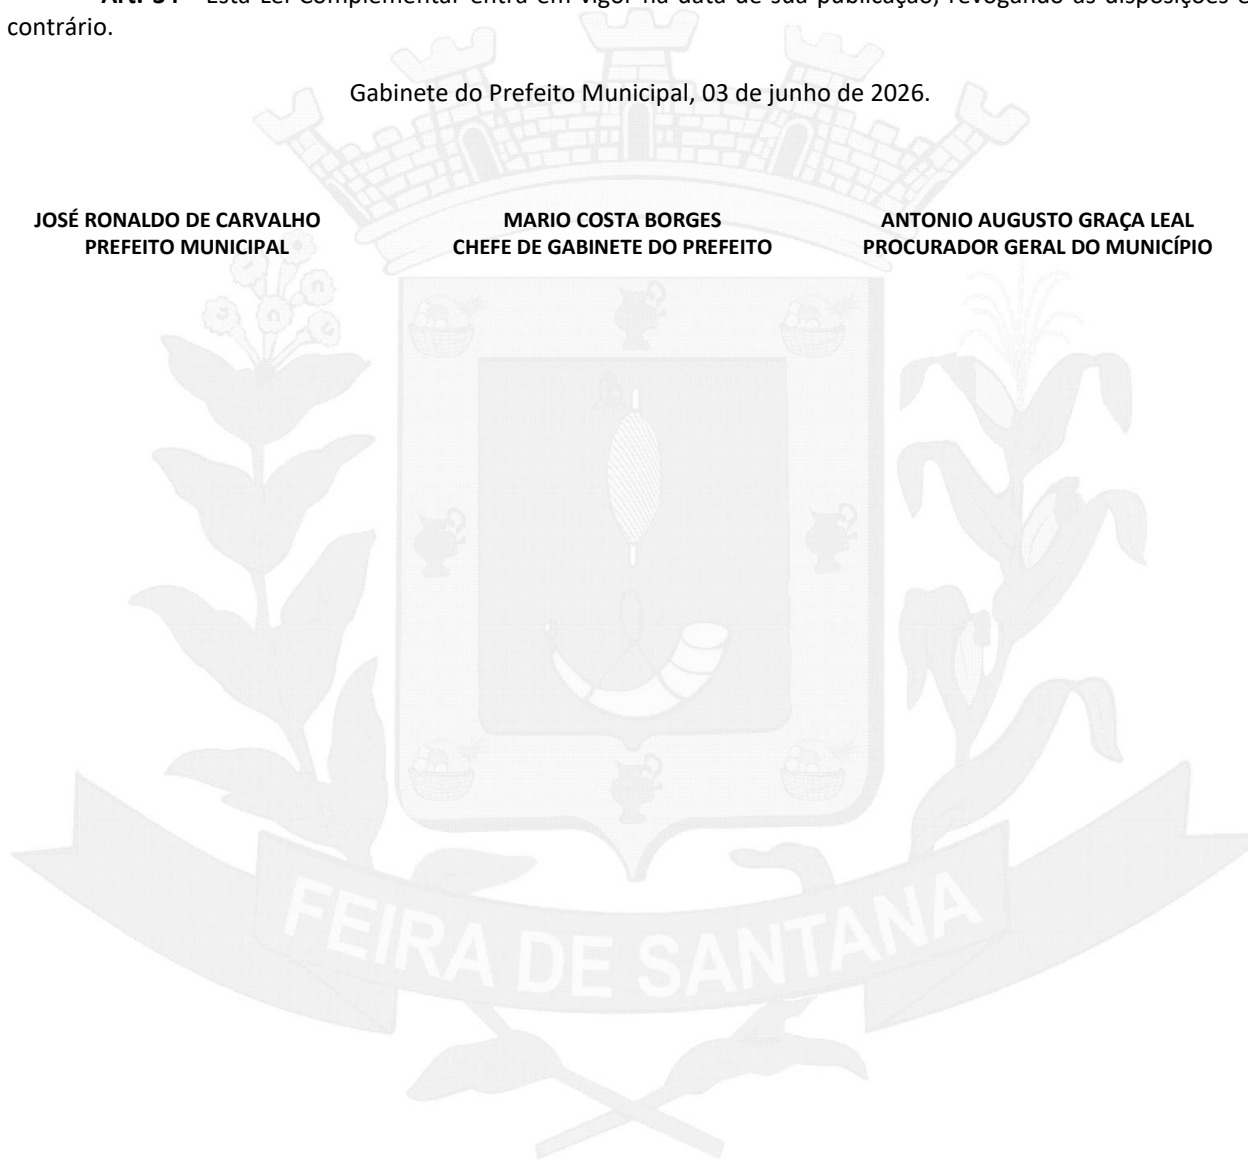 Esta Lei Complementar entra em vigor na data de sua publicação, revogando as disposições
contrário.
Gabinete do Prefeito Municipal, 03 de junho de 2026.
JOSÉ RONALDO DE CARVALHO
PREFEITO MUNICIPAL
MARIO COSTA BORGES
CHEFE DE GABINETE DO PREFEITO
ANTONIO AUGUSTO GRAÇA LEAL
PROCURADOR GERAL DO MUNICÍPIO
FEIRA DE SANTANA